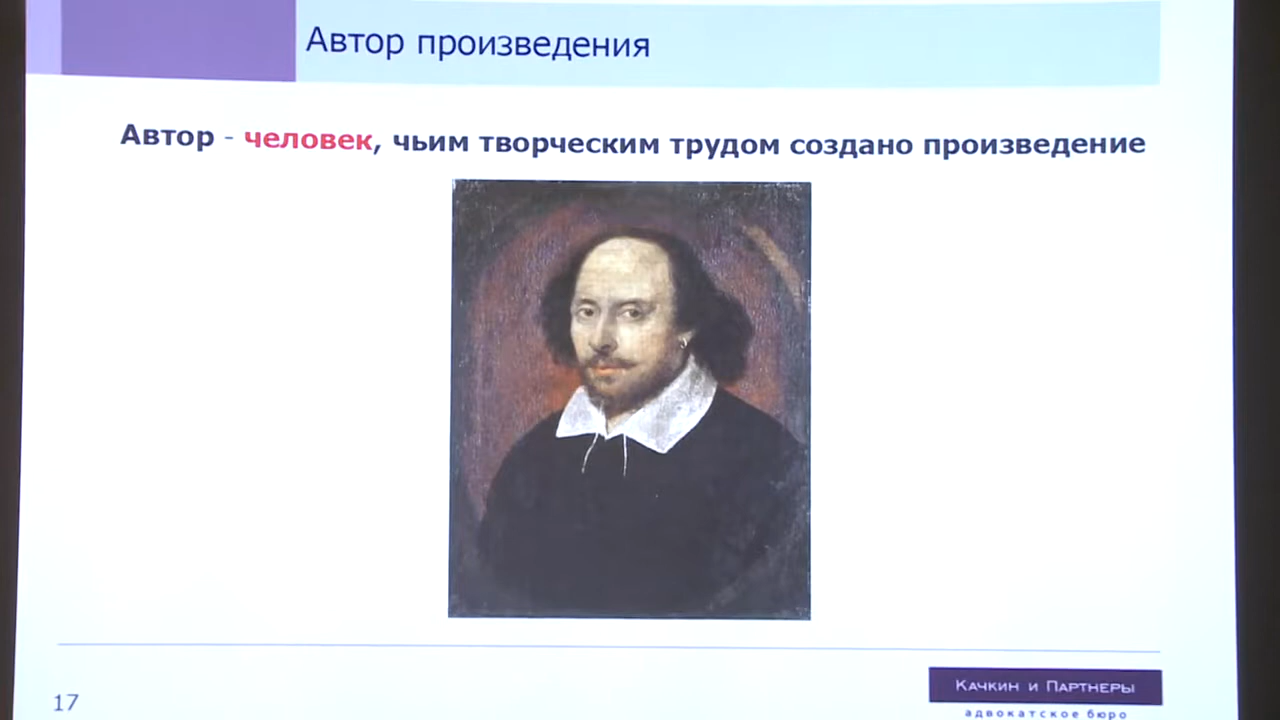 Автор произведения
Автор - человек, чьим творческим трудом создано произведение
17
Качкин и Партнеры
адвокатское бюро